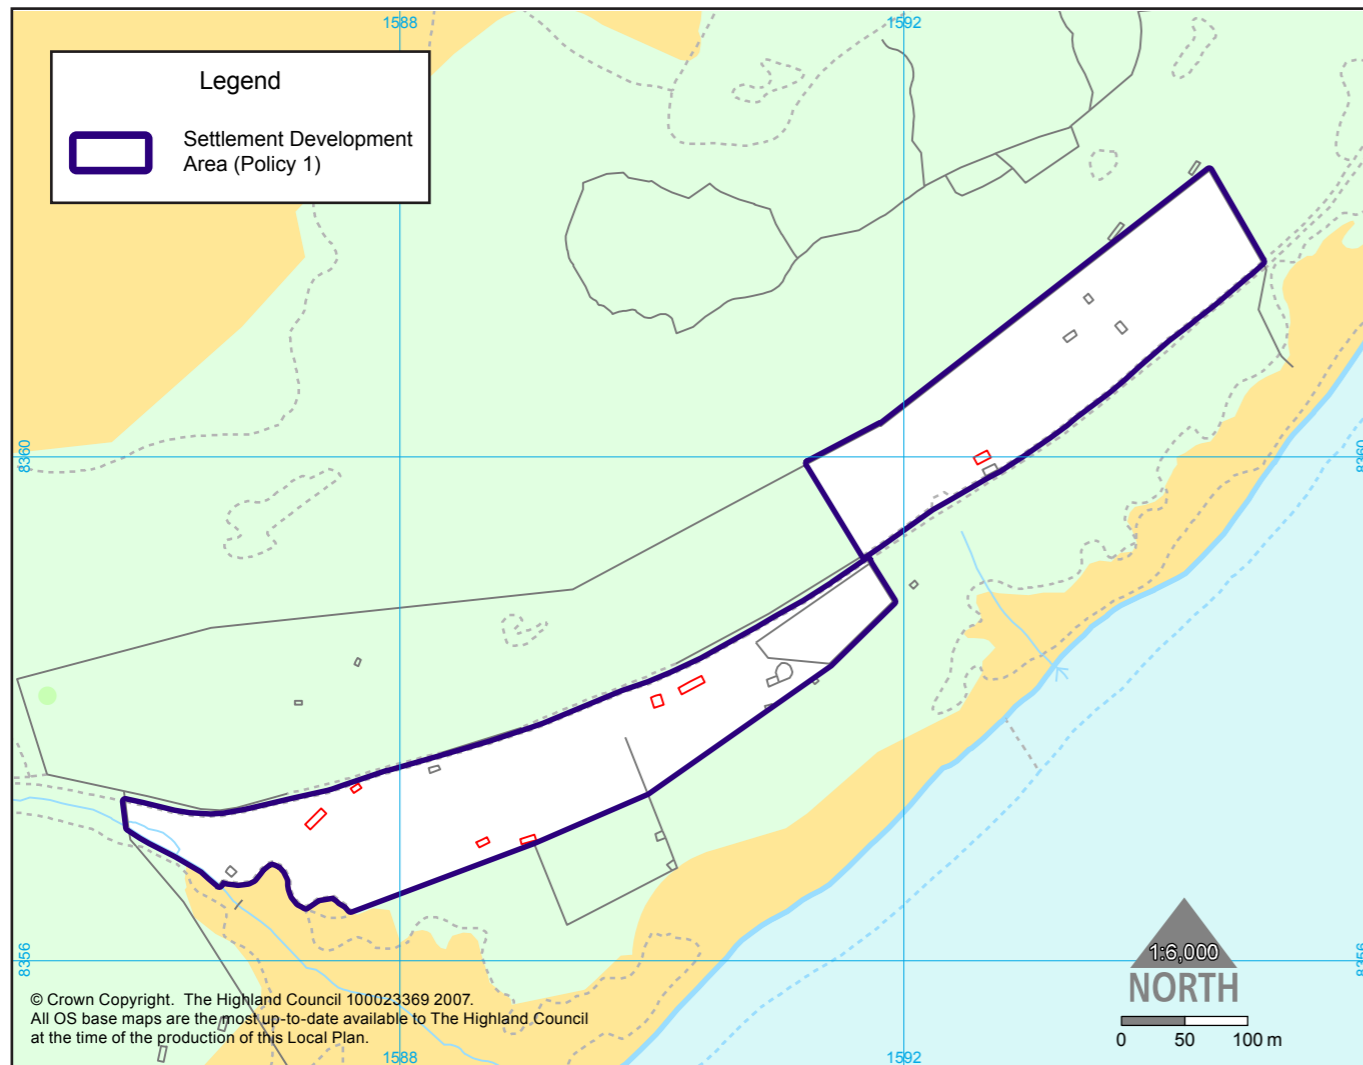 1588
1592
Legend
Settlement Development
Area (Policy 1)
8360
8360
8356
8356
1:6,000
NORTH
0 50 100 m
© Crown Copyright. The Highland Council 100023369 2007.
All OS base maps are the most up-to-date available to The Highland Council
at the time of the production of this Local Plan.
1588
1592